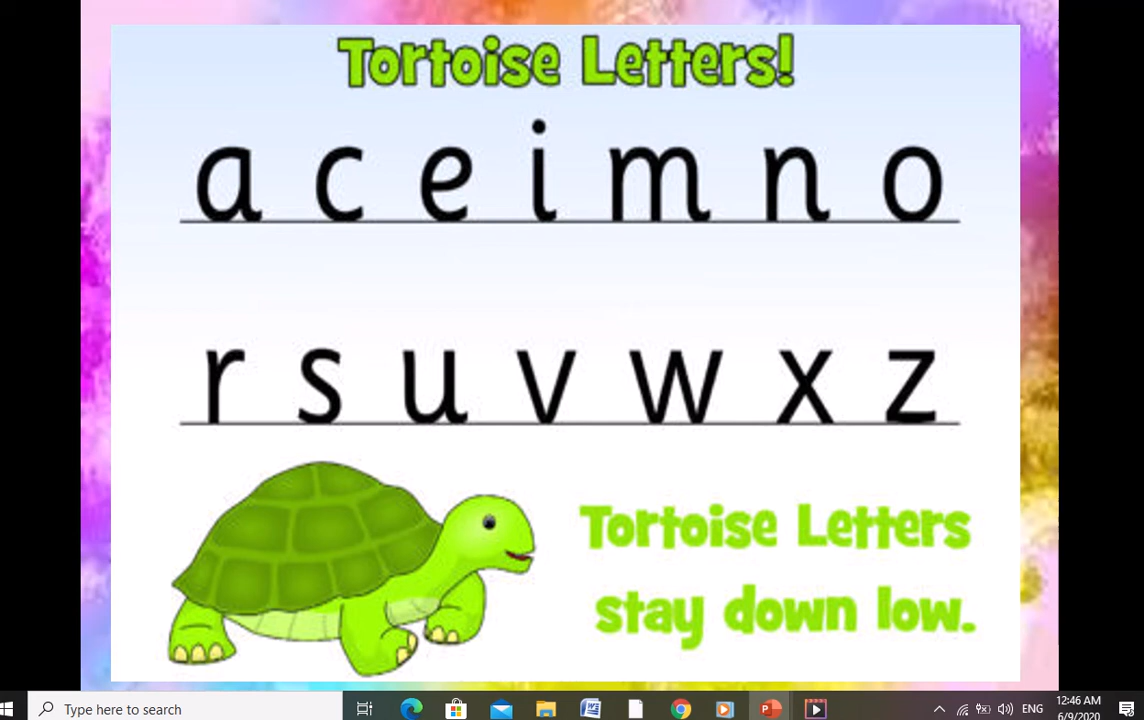 Tortoise Letters!
a c e i m n o
r s u v w x z
Tortoise Letters
stay down low.
Type here to search
ENG
12:46 AM
6/9/2020